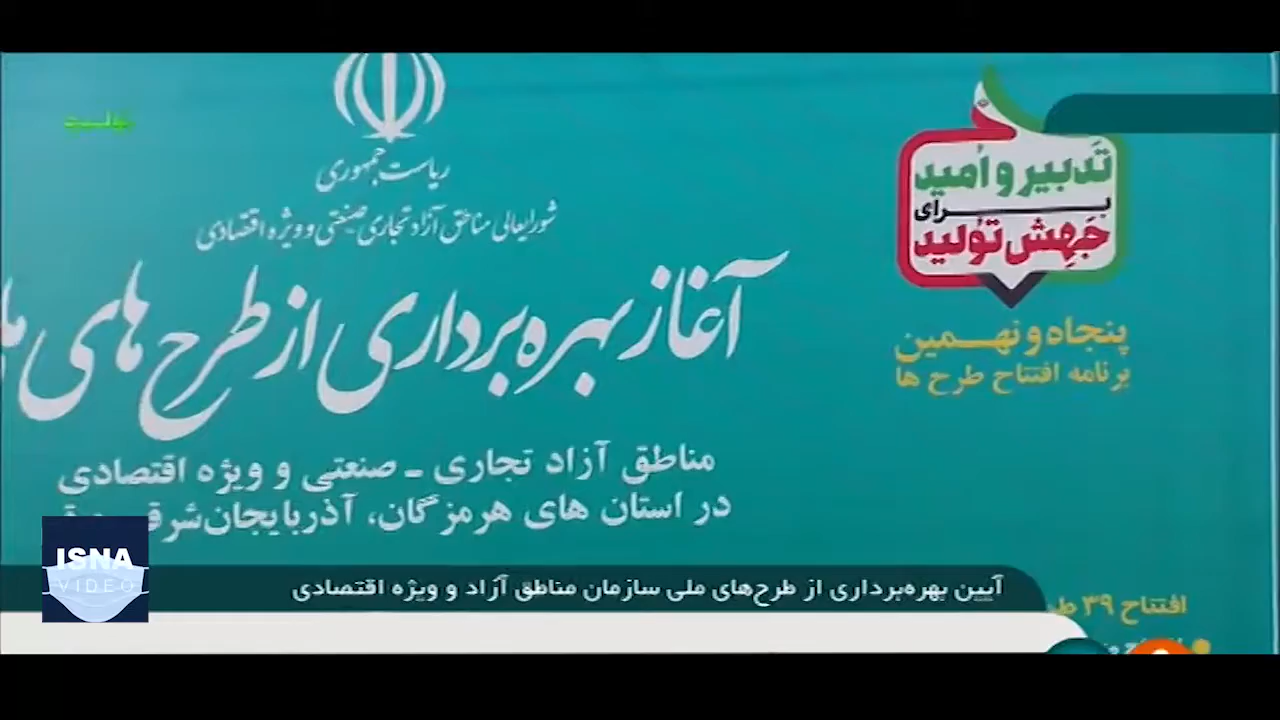 ریاست جمهوری
شورایعالی مناطق آزاد تجاری صنعتی و ویژه اقتصادی
آغاز بهره‌برداری از طرح های
مناطق آزاد تجاری ـ صنعتی و ویژه اقتصادی
در استان های هرمزگان، آذربایجان‌شرقی
تدبیر و اُمید
برای
جَهِش تولید
پنجاه و نهمین
برنامه افتتاح طرح ها
افتتاح ۳۹
آیین بهره‌برداری از طرح‌های ملی سازمان مناطق آزاد و ویژه اقتصادی
ISNA
VIDEO